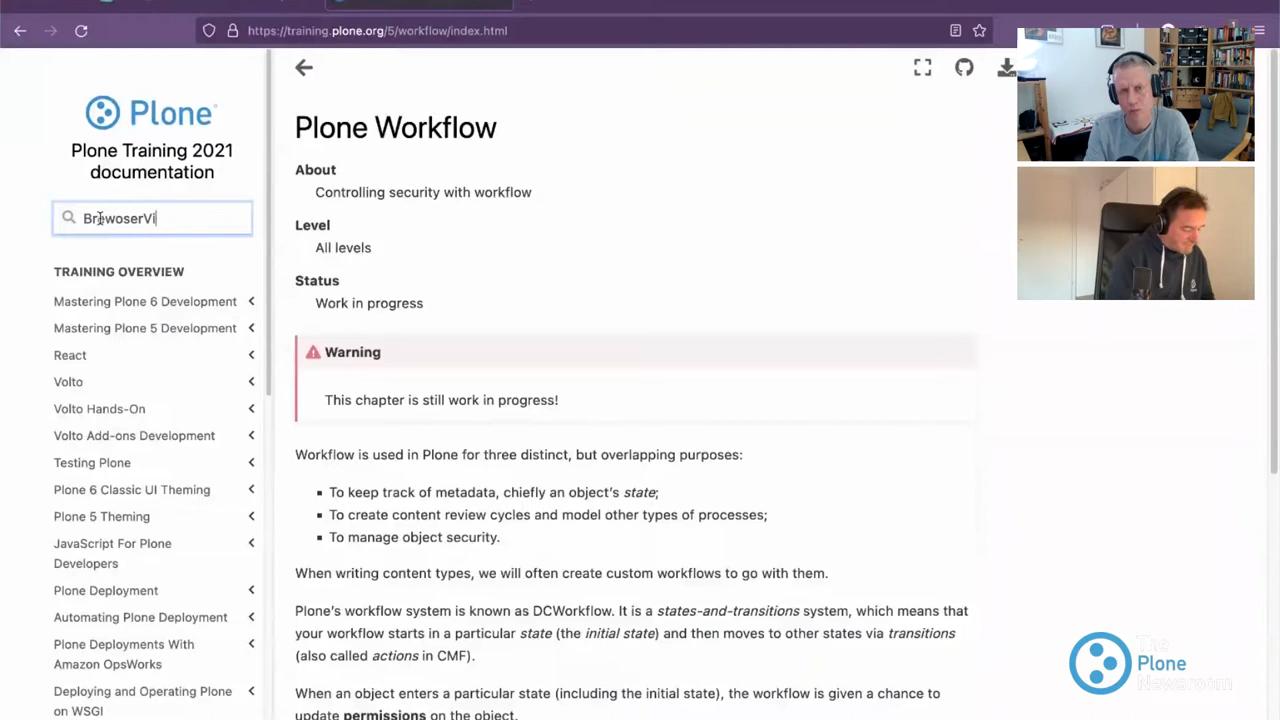 https://training.plone.org/5/workflow/index.html
Plone
Plone Training 2021
documentation
BrewoserVi
TRAINING OVERVIEW
Mastering Plone 6 Development
Mastering Plone 5 Development
React
Volto
Volto Hands-On
Volto Add-ons Development
Testing Plone
Plone 6 Classic UI Theming
Plone 5 Theming
JavaScript For Plone
Developers
Plone Deployment
Automating Plone Deployment
Plone Deployments With
Amazon OpsWorks
Deploying and Operating Plone
on WSGI
Plone Workflow
About
Controlling security with workflow
Level
All levels
Status
Work in progress
Warning
This chapter is still work in progress!
Workflow is used in Plone for three distinct, but overlapping purposes:
▪ To keep track of metadata, chiefly an object's state;
▪ To create content review cycles and model other types of processes;
▪ To manage object security.
When writing content types, we will often create custom workflows to go with them.
Plone's workflow system is known as DCWorkflow. It is a states-and-transitions system, which means that
your workflow starts in a particular state (the initial state) and then moves to other states via transitions
(also called actions in CMF).
When an object enters a particular state (including the initial state), the workflow is given a chance to
update permissions on the object.
The
Plone
Newsroom